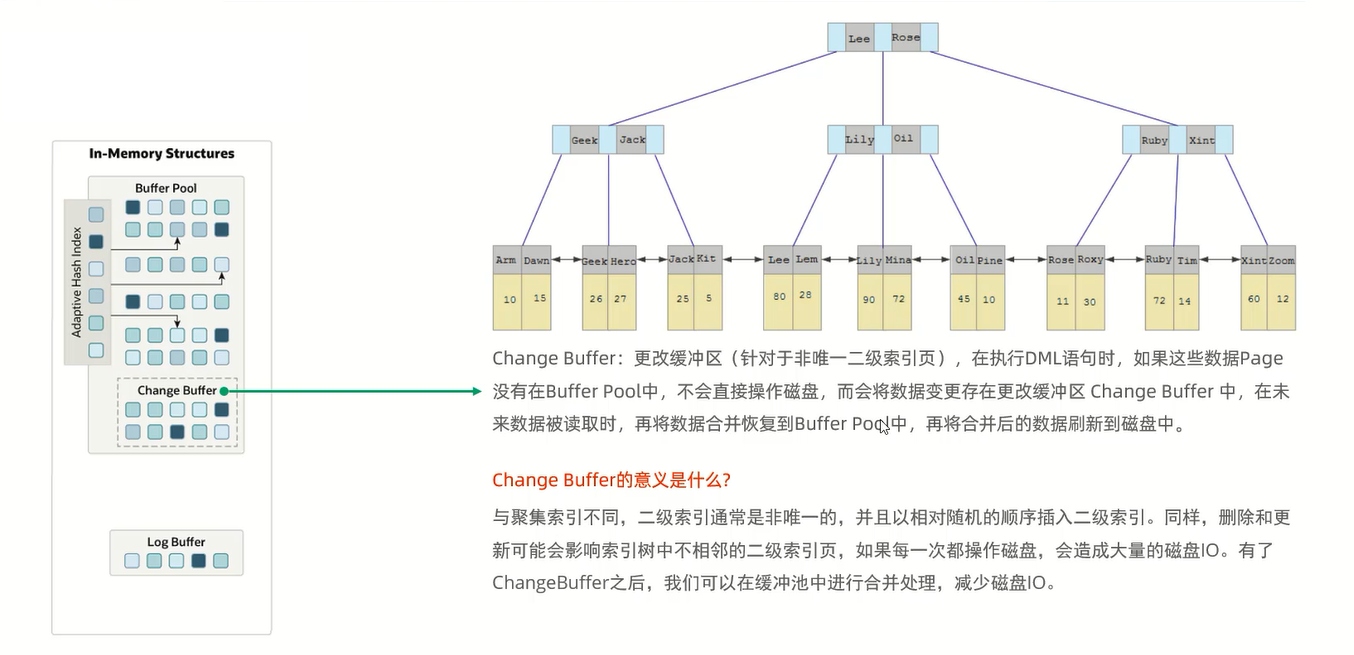 Lee Rose
Geek Jack
Lily Oil
Ruby Xint
In-Memory Structures
Buffer Pool
Adaptive Hash Index
Change Buffer
Log Buffer
Arm Dawn Geek Hero Jack Kit Lee Lem Lily Mina Oil Pine Rose Roxy Ruby Tim Xint Zoom
10 15 26 27 25 5 80 28 90 72 45 10 11 30 72 14 60 12
Change Buffer：更改缓冲区（针对于非唯一二级索引页），在执行DML语句时，如果这些数据Page
没有在Buffer Pool中，不会直接操作磁盘，而会将数据变更存在更改缓冲区 Change Buffer 中，在未
来数据被读取时，再将数据合并恢复到Buffer Pool中，再将合并后的数据刷新到磁盘中。
Change Buffer的意义是什么?
与聚集索引不同，二级索引通常是非唯一的，并且以相对随机的顺序插入二级索引。同样，删除和更
新可能会影响索引树中不相邻的二级索引页，如果每一次都操作磁盘，会造成大量的磁盘IO。有了
ChangeBuffer之后，我们可以在缓冲池中进行合并处理，减少磁盘IO。